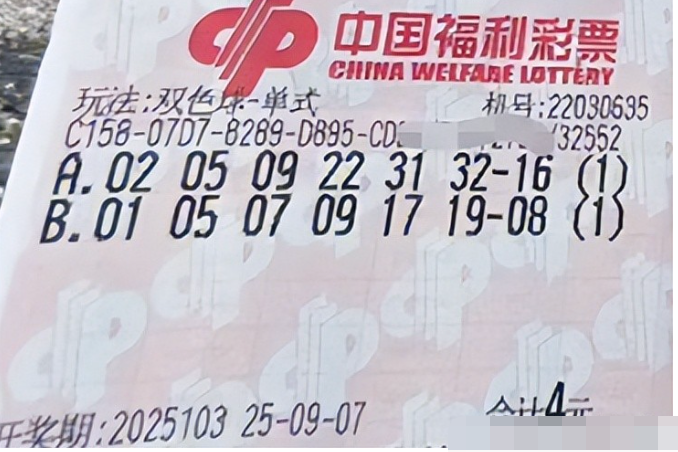 中国福利彩票
CHINA WELFARE LOTTERY
玩法:双色球-单式 机号:22030635
C158-07D7-8289-D895-CD /32552
A.02 05 09 22 31 32-16 (1)
B.01 05 07 09 17 19-08 (1)
开奖期:2025103 25-09-07 合计4元